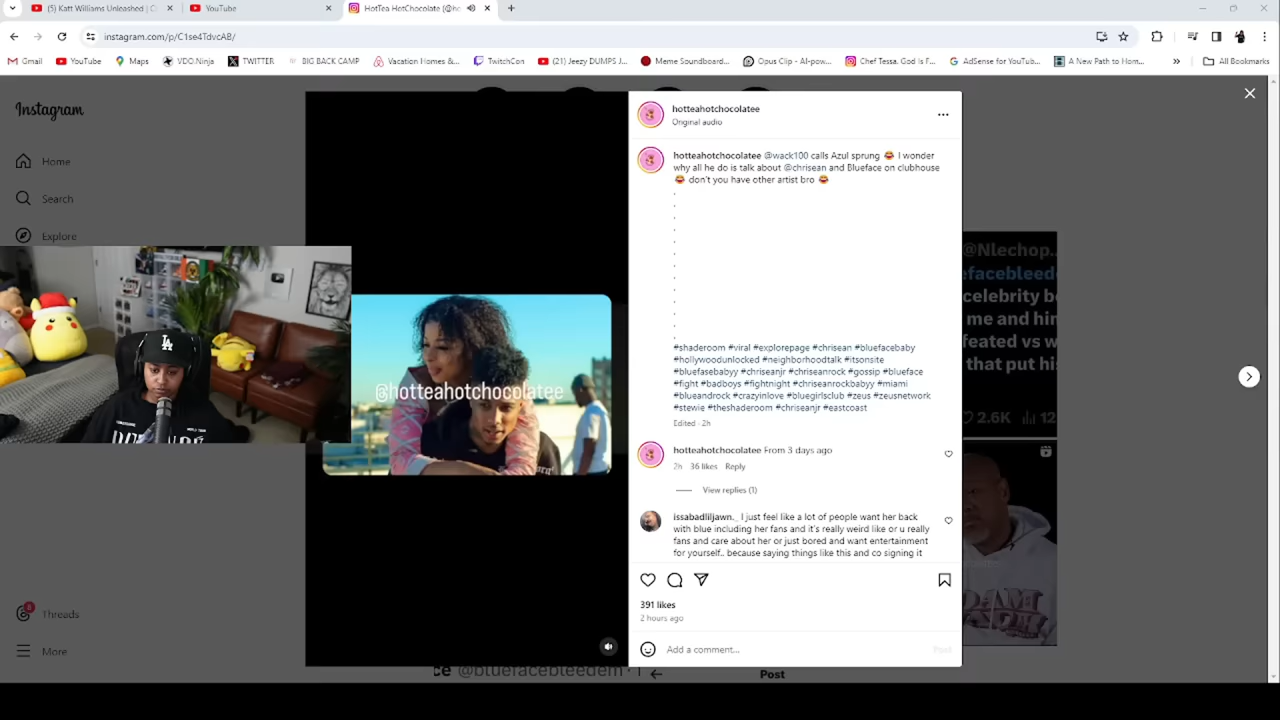 (5) Katt Williams Unleashed | C
YouTube
HotTea HotChocolate (@ho
instagram.com/p/C1se4TdvcAB/
Gmail
YouTube
Maps
VDO.Ninja
TWITTER
BIG BACK CAMP
Vacation Homes &...
TwitchCon
(21) Jeezy DUMPS J...
Meme Soundboard...
Opus Clip - AI-pow...
Chef Tessa. God Is F...
AdSense for YouTub...
A New Path to Hom...
All Bookmarks
Instagram
Home
Search
Explore
Threads
More
LA
@hotteahotchocolatee
hotteahotchocolatee
Original audio
hotteahotchocolatee @wack100 calls Azul sprung I wonder
why all he do is talk about @chrisean and Blueface on clubhouse
don't you have other artist bro
.
.
.
.
.
.
.
.
.
.
.
.
.
#shaderoom #viral #explorepage #chrisean #bluefacebaby
#hollywoodunlocked #neighborhoodtalk #itsonsite
#bluefasebabyy #chriseanjr #chriseanrock #gossip #blueface
#fight #badboys #fightnight #chriseanrockbabyy #miami
#blueandrock #crazyinlove #bluegirlsclub #zeus #zeusnetwork
#stewie #theshaderoom #chriseanjr #eastcoast
Edited · 2h
hotteahotchocolatee From 3 days ago
2h 36 likes Reply
View replies (1)
issabadliljawn._ I just feel like a lot of people want her back
with blue including her fans and it's really weird like or u really
fans and care about her or just bored and want entertainment
for yourself.. because saying things like this and co signing it
391 likes
2 hours ago
Add a comment...
Post
@Nlechop...
efacebleede
celebrity b
me and hin
feated vs w
that put his
2.6K
12
@bluefacebleedem
Post